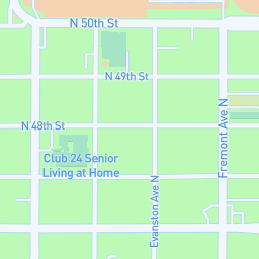 N 50th St
N 49th St
N 48th St
Club 24 Senior
Living at Home
Fremont Ave N
Evanston Ave N